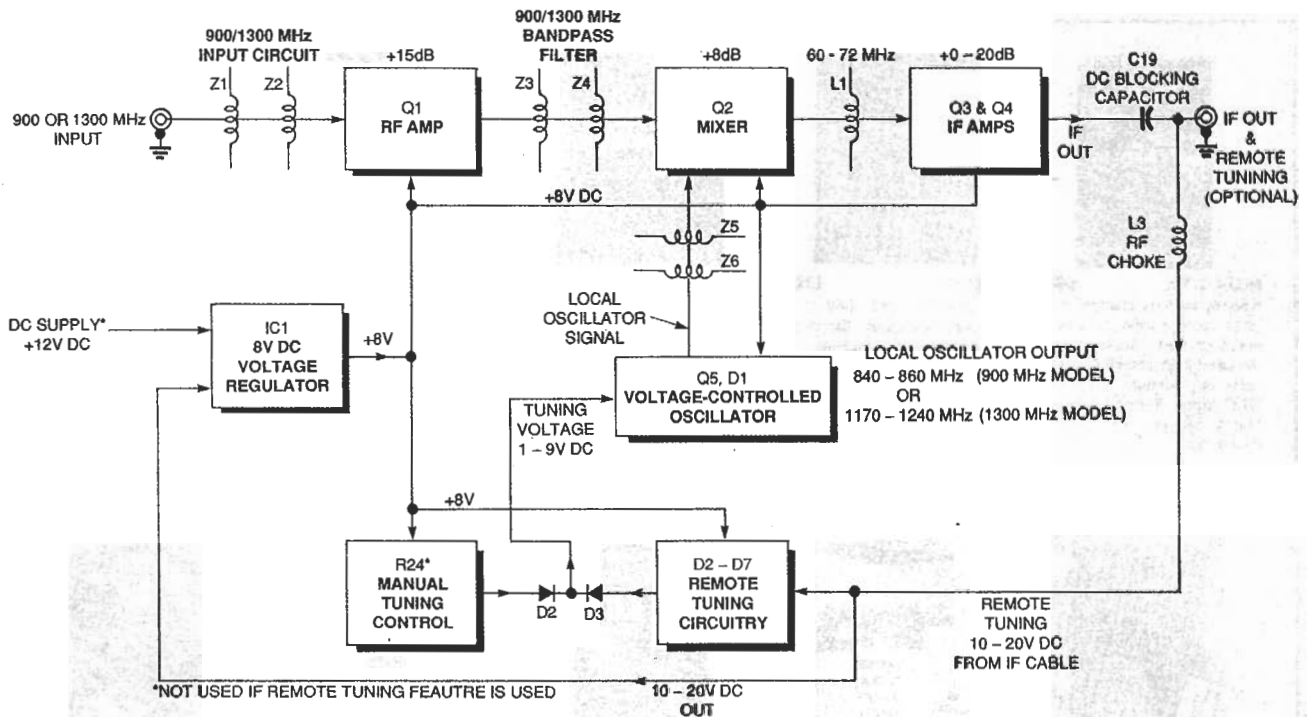 900/1300 MHz
INPUT CIRCUIT
Z1
Z2
900 OR 1300 MHz
INPUT
+15dB
Q1
RF AMP
900/1300 MHz
BANDPASS
FILTER
Z3
Z4
+8dB
Q2
MIXER
60 - 72 MHz
L1
+0 – 20dB
Q3 & Q4
IF AMPS
IF
OUT
C19
DC BLOCKING
CAPACITOR
IF OUT
&
REMOTE
TUNINNG
(OPTIONAL)
+8V DC
Z5
Z6
L3
RF
CHOKE
LOCAL
OSCILLATOR
SIGNAL
DC SUPPLY*
+12V DC
IC1
8V DC
VOLTAGE
REGULATOR
+8V
Q5, D1
VOLTAGE-CONTROLLED
OSCILLATOR
LOCAL OSCILLATOR OUTPUT
840 – 860 MHz (900 MHz MODEL)
OR
1170 – 1240 MHz (1300 MHz MODEL)
TUNING
VOLTAGE
1 – 9V DC
+8V
R24*
MANUAL
TUNING
CONTROL
D2
D3
D2 – D7
REMOTE
TUNING
CIRCUITRY
REMOTE
TUNING
10 – 20V DC
FROM IF CABLE
*NOT USED IF REMOTE TUNING FEAUTRE IS USED
10 – 20V DC
OUT